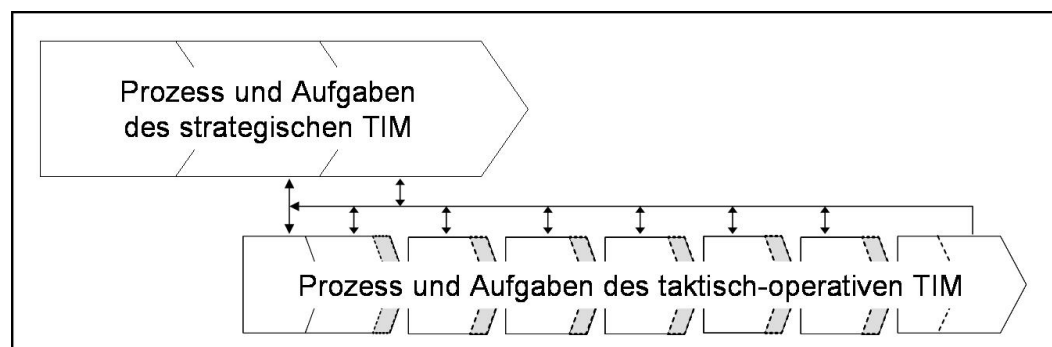 Prozess und Aufgaben
des strategischen TIM
Prozess und Aufgaben des taktisch-operativen TIM